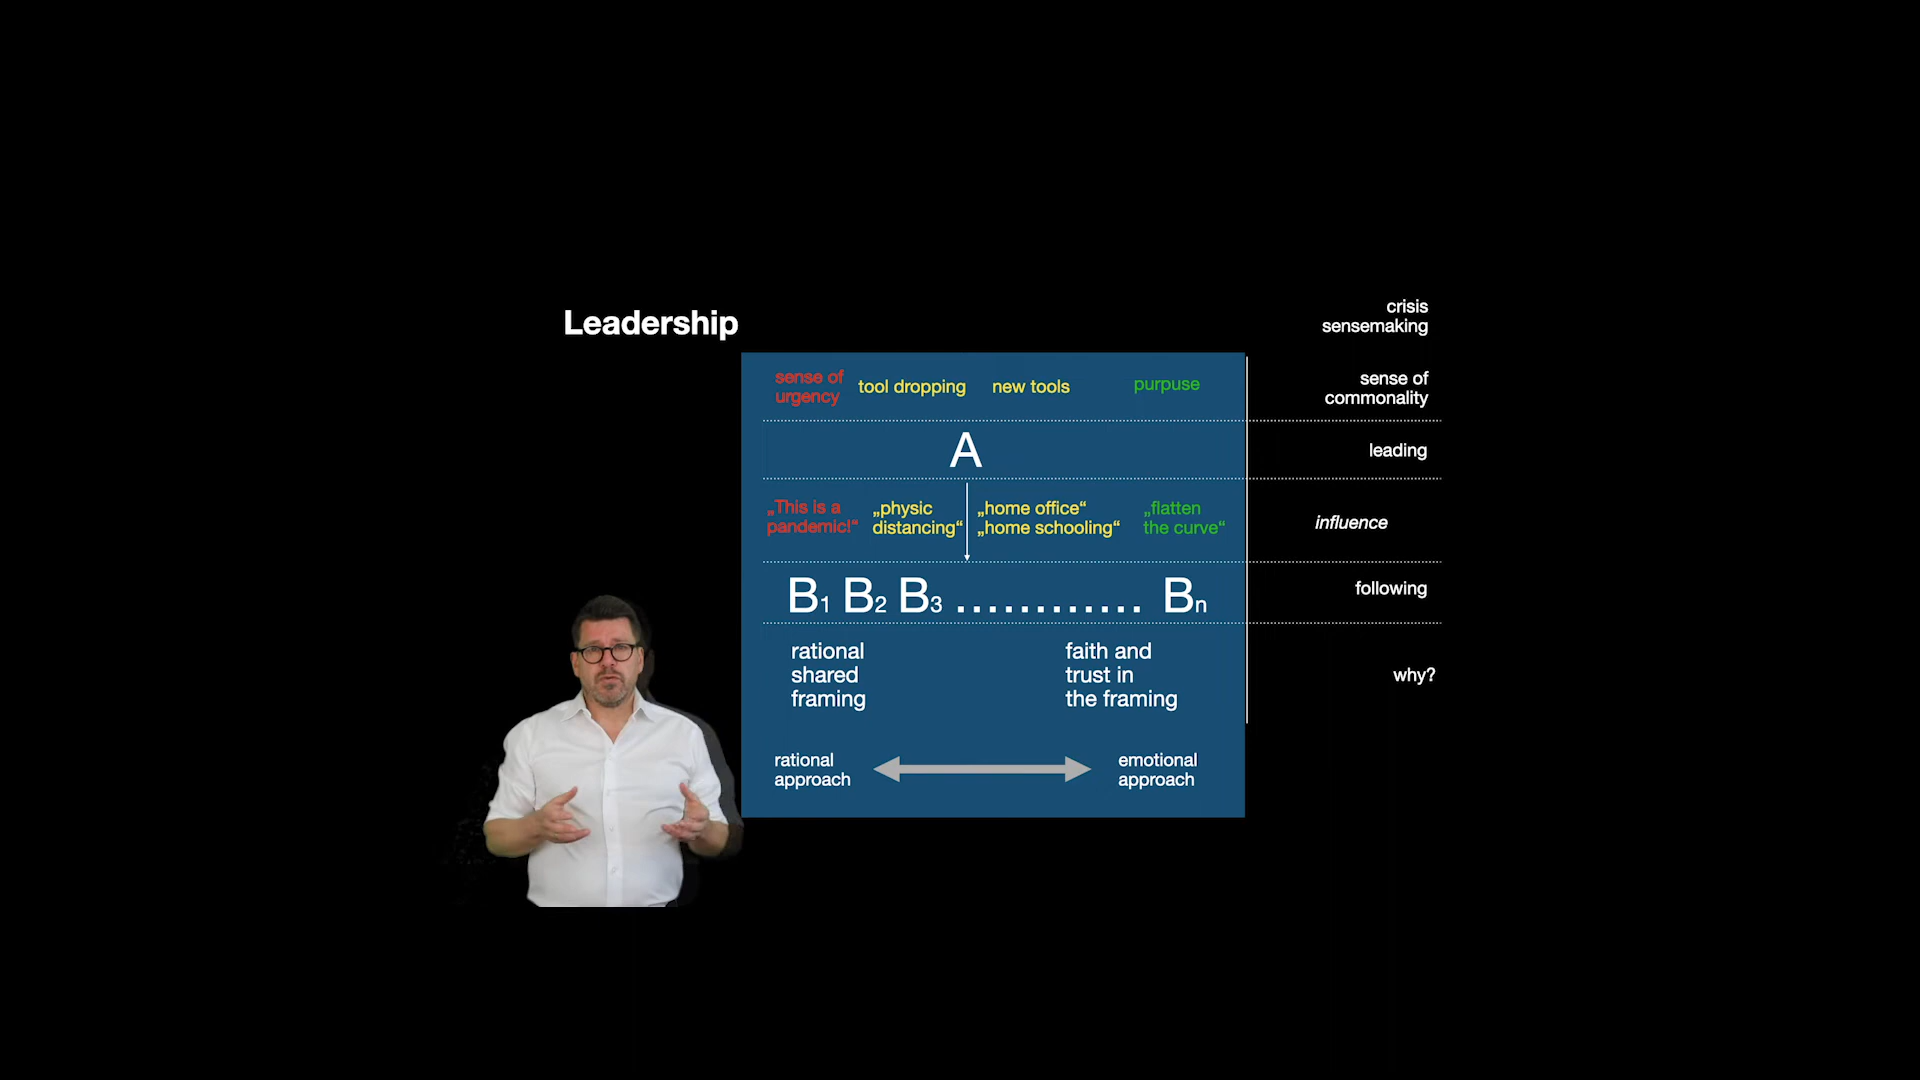 Leadership
crisis
sensemaking
sense of
urgency
tool dropping
new tools
purpuse
sense of
commonality
A
leading
„This is a
pandemic!“
„physic
distancing“
„home office“
„home schooling“
„flatten
the curve“
influence
B1 B2 B3 ............ Bn
following
rational
shared
framing
faith and
trust in
the framing
why?
rational
approach
emotional
approach